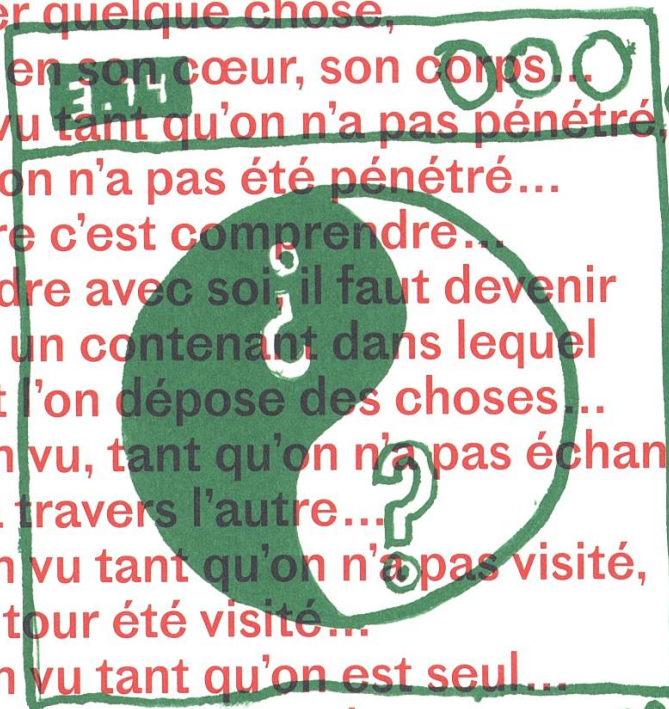 er quelque chose,
en son cœur, son corps...
3.14
vu tant qu'on n'a pas pénétré,
on n'a pas été pénétré...
re c'est comprendre...
dre avec soi, il faut devenir
un contenant dans lequel
t l'on dépose des choses...
n vu, tant qu'on n'a pas échan
travers l'autre...
n vu tant qu'on n'a pas visité,
tour été visité...
n vu tant qu'on est seul...
¿
?